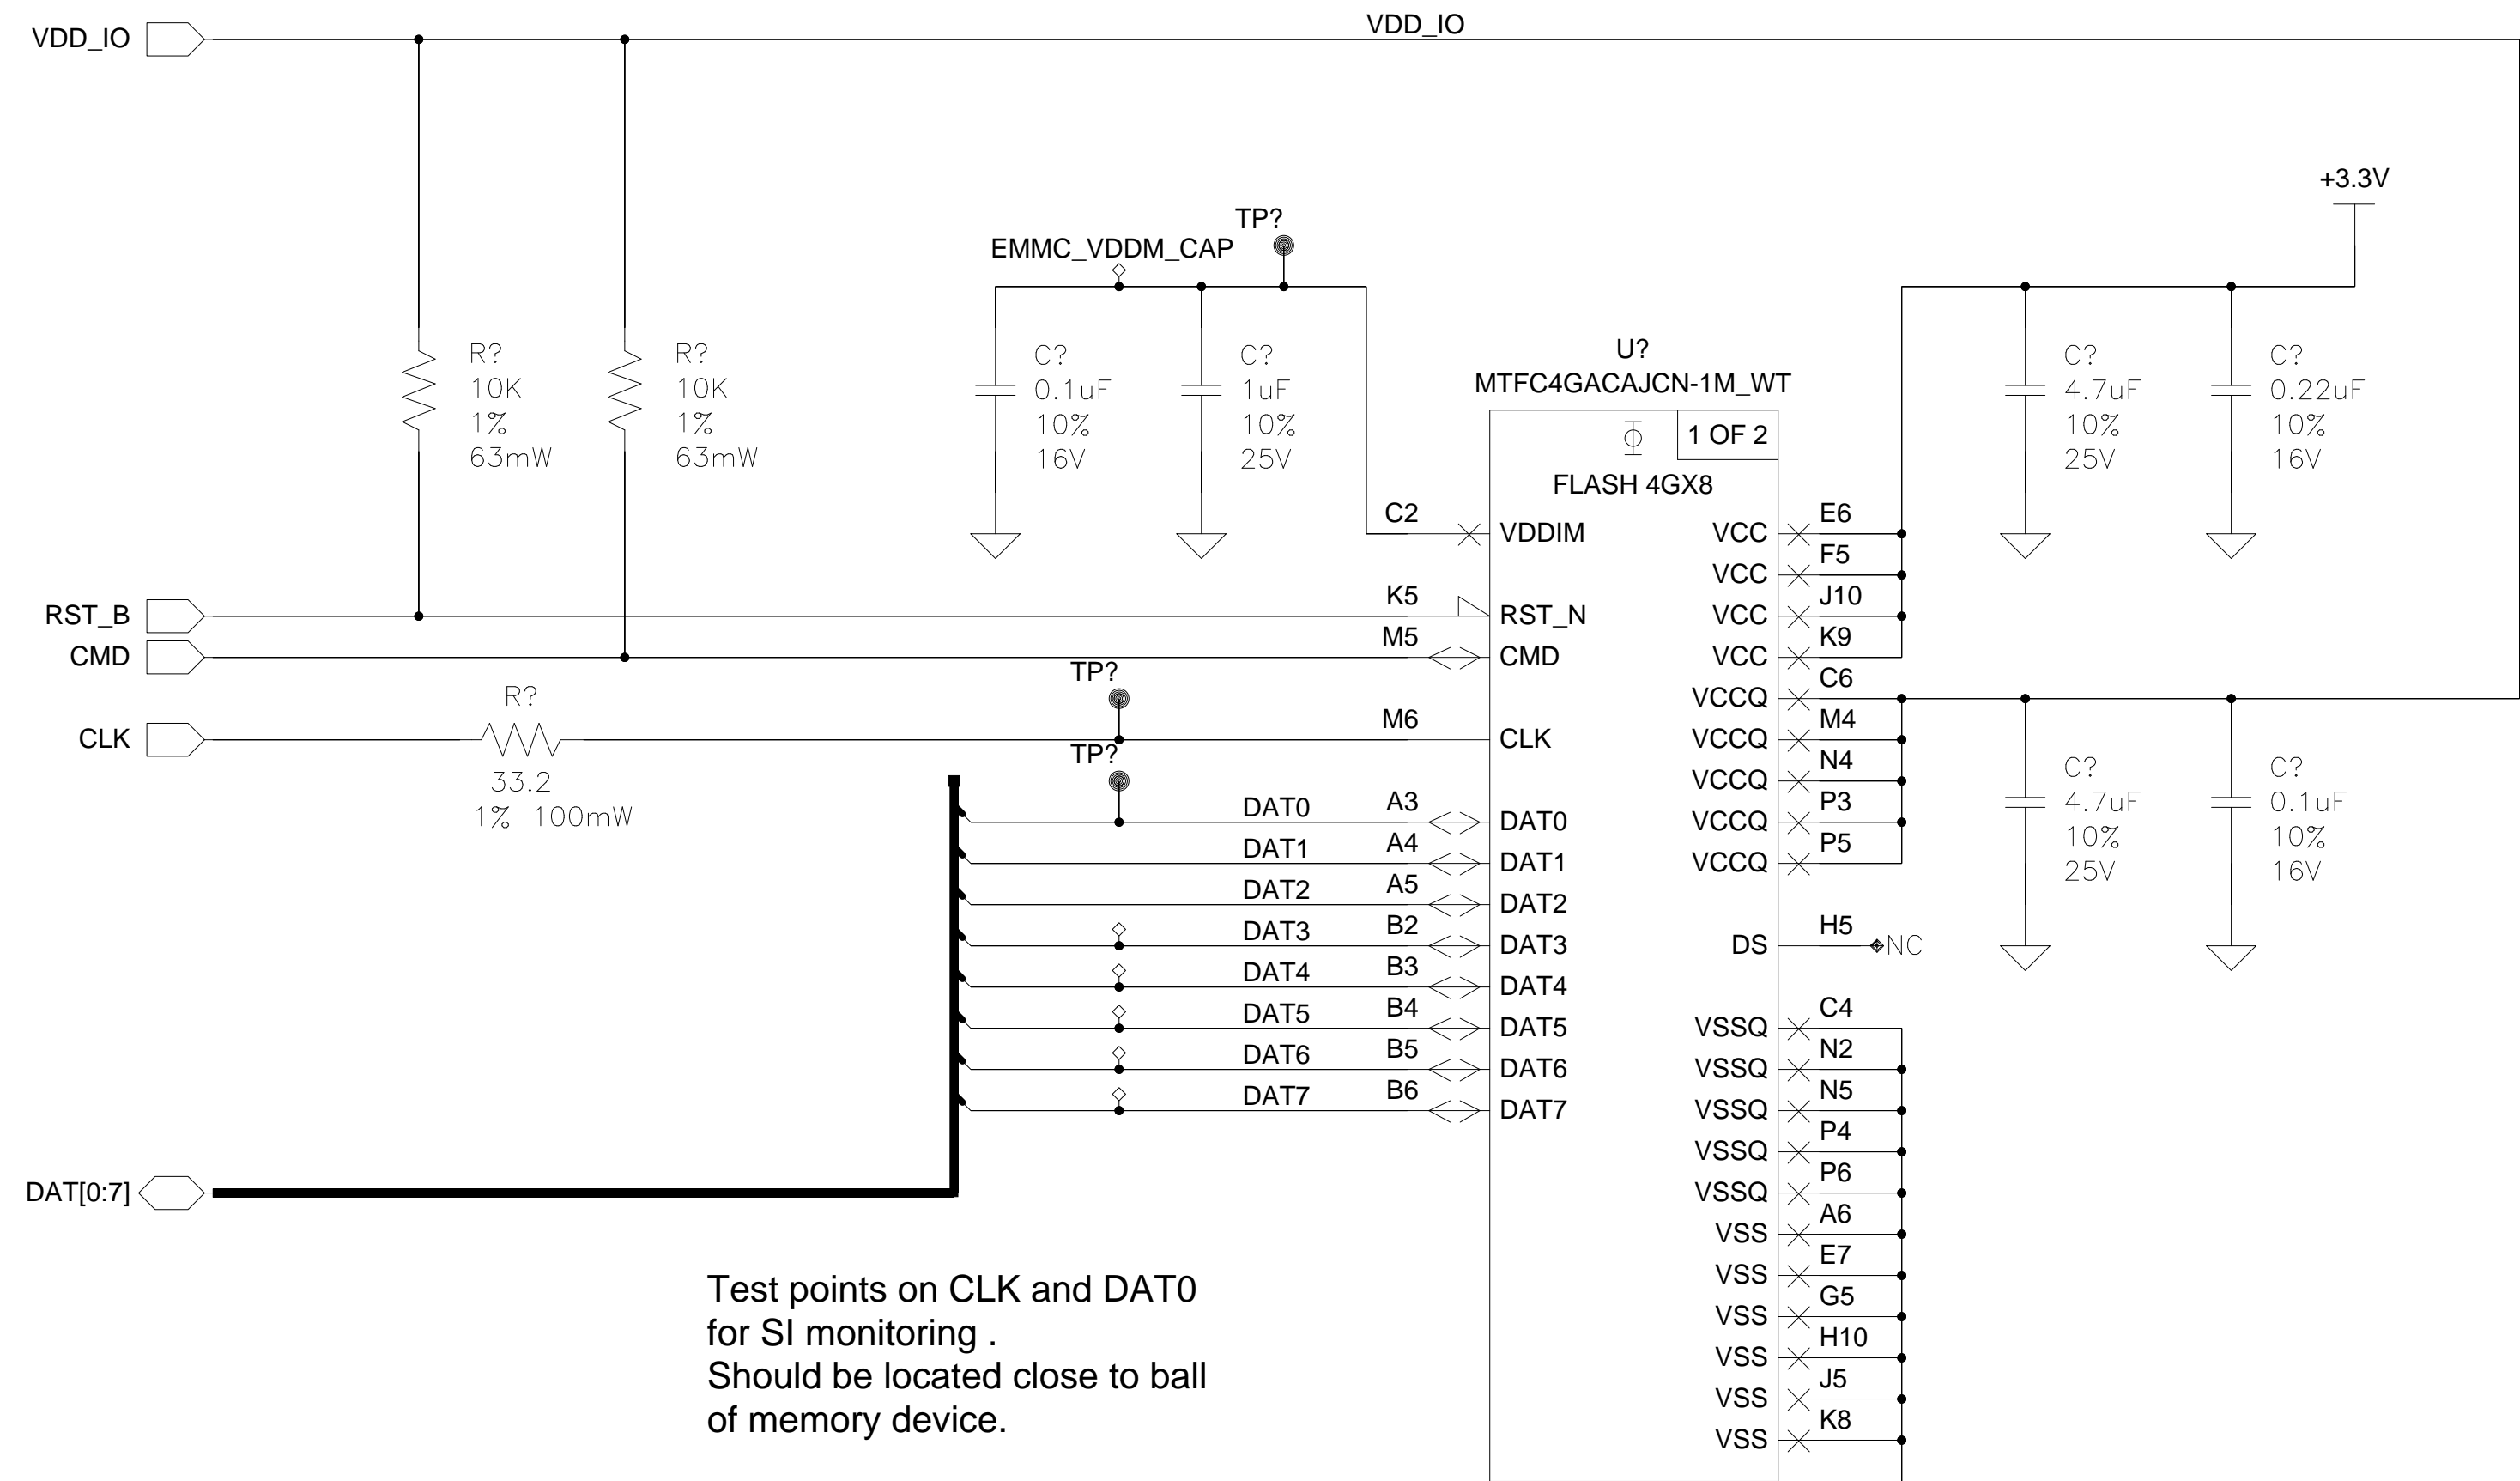 VDD_IO
VDD_IO
+3.3V
TP?
EMMC_VDDM_CAP
R?
10K
1%
63mW
R?
10K
1%
63mW
C?
0.1uF
10%
16V
C?
1uF
10%
25V
U?
MTFC4GACAJCN-1M_WT
1 OF 2
FLASH 4GX8
C?
4.7uF
10%
25V
C?
0.22uF
10%
16V
C2 VDDIM VCC E6
VCC F5
RST_B K5 RST_N VCC J10
CMD M5 CMD VCC K9
TP?
VCCQ C6
R?
CLK M6 CLK VCCQ M4
33.2
1% 100mW
TP?
VCCQ N4
DAT0 A3 DAT0 VCCQ P3
DAT1 A4 DAT1 VCCQ P5
C?
4.7uF
10%
25V
C?
0.1uF
10%
16V
DAT2 A5 DAT2
DAT3 B2 DAT3 DS H5 NC
DAT4 B3 DAT4
DAT5 B4 DAT5 VSSQ C4
DAT6 B5 DAT6 VSSQ N2
DAT7 B6 DAT7 VSSQ N5
VSSQ P4
DAT[0:7] VSSQ P6
VSS A6
VSS E7
VSS G5
VSS H10
VSS J5
VSS K8
Test points on CLK and DAT0
for SI monitoring .
Should be located close to ball
of memory device.